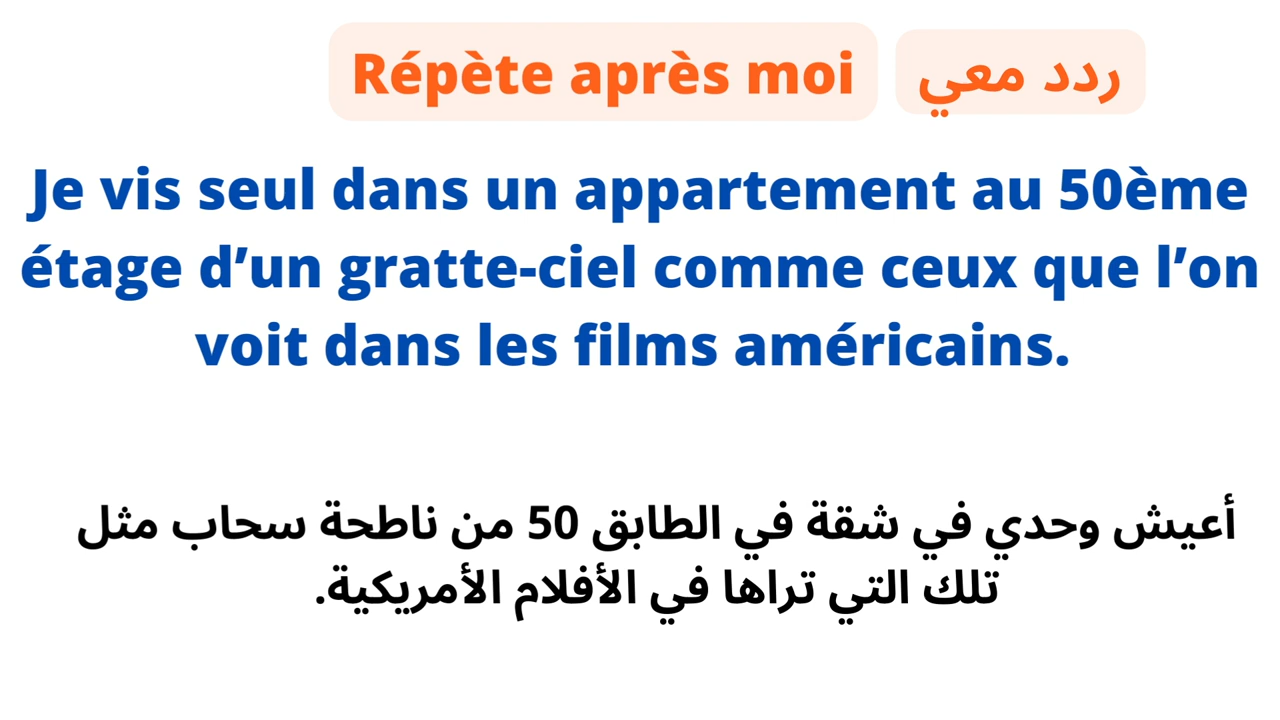 Répète après moi ردد معي
Je vis seul dans un appartement au 50ème
étage d’un gratte-ciel comme ceux que l’on
voit dans les films américains.
أعيش وحدي في شقة في الطابق 50 من ناطحة سحاب مثل
تلك التي تراها في الأفلام الأمريكية.